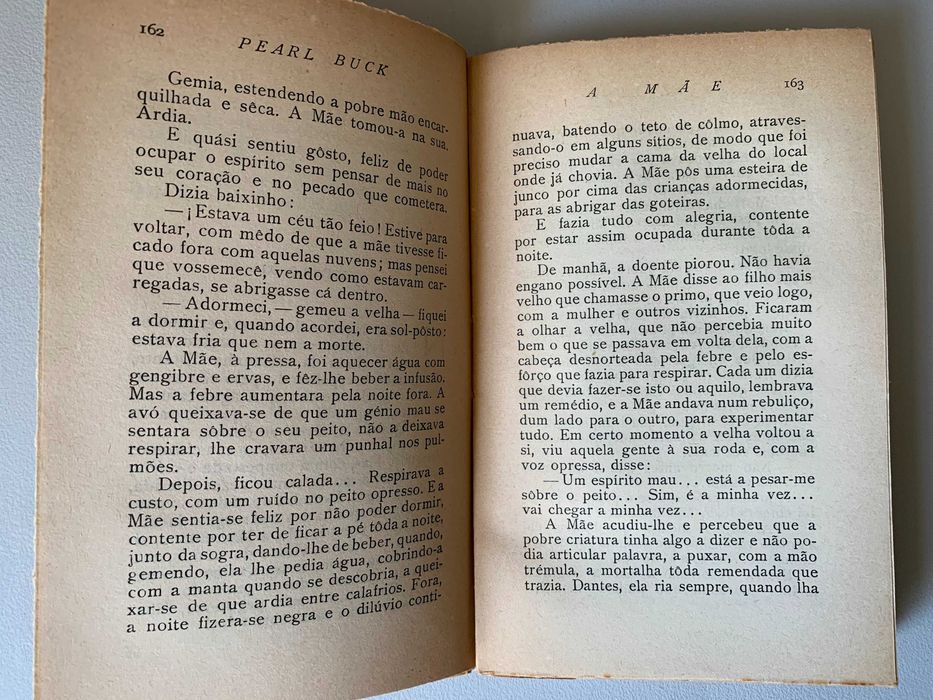 162
PEARL BUCK
Gemia, estendendo a pobre mão encar-
quilhada e sêca. A Mãe tomou-a na sua.
Ardia.
E quási sentiu gôsto, feliz de poder
ocupar o espírito sem pensar de mais no
seu coração e no pecado que cometera.
Dizia baixinho:
—¡Estava um céu tão feio! Estive para
voltar, com mêdo de que a mãe tivesse fi-
cado fora com aquelas nuvens; mas pensei
que vossemecê, vendo como estavam car-
regadas, se abrigasse cá dentro.
— Adormeci, — gemeu a velha — fiquei
a dormir e, quando acordei, era sol-pôsto:
estava fria que nem a morte.
A Mãe, à pressa, foi aquecer água com
gengibre e ervas, e fêz-lhe beber a infusão.
Mas a febre aumentara pela noite fora. A
avó queixava-se de que um génio mau se
sentara sôbre o seu peito, não a deixava
respirar, lhe cravara um punhal nos pul-
mões.
Depois, ficou calada... Respirava a
custo, com um ruído no peito opresso. E a
Mãe sentia-se feliz por não poder dormir,
contente por ter de ficar a pé tôda a noite,
junto da sogra, dando-lhe de beber, quando,
gemendo, ela lhe pedia água, cobrindo-a
com a manta quando se descobria, a quei-
xar-se de que ardia entre calafrios. Fora,
a noite fizera-se negra e o dilúvio conti-
A MÃE
163
nuava, batendo o teto de côlmo, atraves-
sando-o em alguns sitios, de modo que foi
preciso mudar a cama da velha do local
onde já chovia. A Mãe pôs uma esteira de
junco por cima das crianças adormecidas,
para as abrigar das goteiras.
E fazia tudo com alegria, contente
por estar assim ocupada durante tôda a
noite.
De manhã, a doente piorou. Não havia
engano possível. A Mãe disse ao filho mais
velho que chamasse o primo, que veio logo,
com a mulher e outros vizinhos. Ficaram
a olhar a velha, que não percebia muito
bem o que se passava em volta dela, com a
cabeça desnorteada pela febre e pelo es-
fôrço que fazia para respirar. Cada um dizia
que devia fazer-se isto ou aquilo, lembrava
um remédio, e a Mãe andava num rebuliço,
dum lado para o outro, para experimentar
tudo. Em certo momento a velha voltou a
si, viu aquela gente à sua roda e, com a
voz opressa, disse:
— Um espírito mau... está a pesar-me
sôbre o peito... Sim, é a minha vez...
vai chegar a minha vez...
A Mãe acudiu-lhe e percebeu que a
pobre criatura tinha algo a dizer e não po-
dia articular palavra, a puxar, com a mão
trémula, a mortalha tôda remendada que
trazia. Dantes, ela ria sempre, quando lha